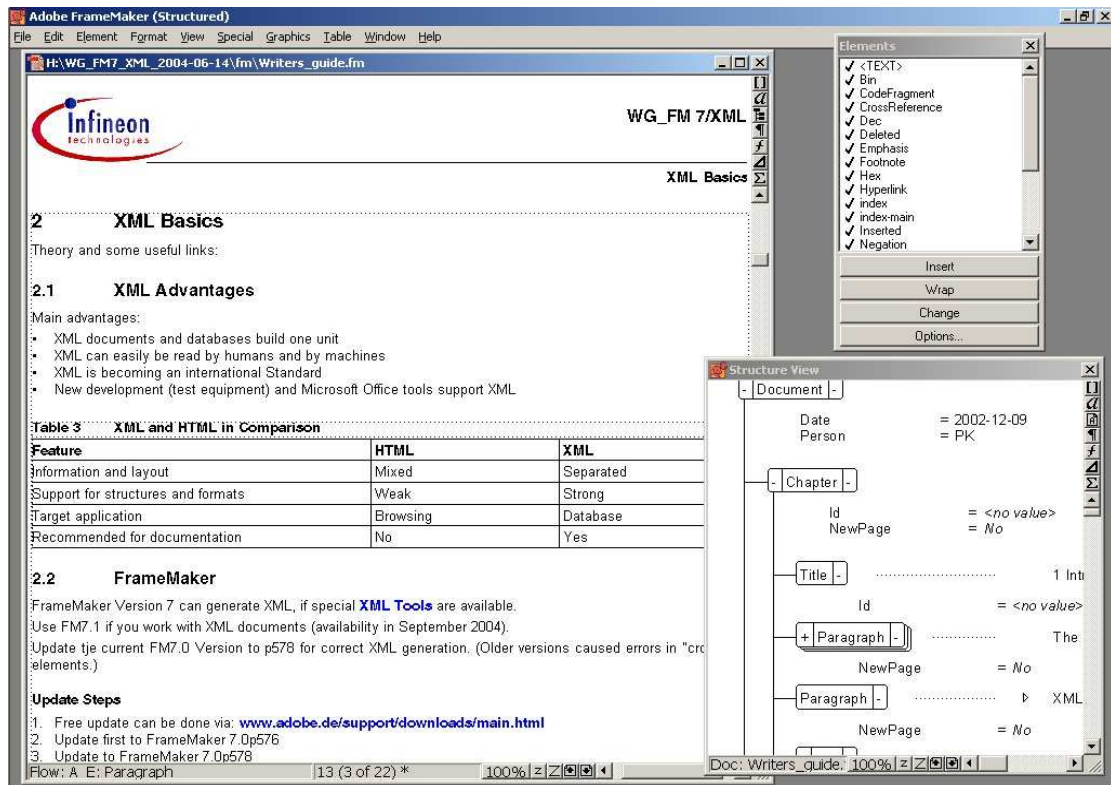 Adobe FrameMaker (Structured)
File Edit Element Format View Special Graphics Table Window Help
H:\WG_FM7_XML_2004-06-14\fm\Writers_guide.fm
Infineon
technologies
WG_FM 7/XML
XML Basics
2 XML Basics
Theory and some useful links:
2.1 XML Advantages
Main advantages:
• XML documents and databases build one unit
• XML can easily be read by humans and by machines
• XML is becoming an international Standard
• New development (test equipment) and Microsoft Office tools support XML
Table 3 XML and HTML in Comparison
Feature HTML XML
Information and layout Mixed Separated
Support for structures and formats Weak Strong
Target application Browsing Database
Recommended for documentation No Yes
2.2 FrameMaker
FrameMaker Version 7 can generate XML, if special XML Tools are available.
Use FM7.1 if you work with XML documents (availability in September 2004).
Update tje current FM7.0 Version to p578 for correct XML generation. (Older versions caused errors in "cro
elements.)
Update Steps
1. Free update can be done via: www.adobe.de/support/downloads/main.html
2. Update first to FrameMaker 7.0p576
3. Update to FrameMaker 7.0p578
Flow: A E: Paragraph 13 (3 of 22) * 100%
Elements
<TEXT>
Bin
CodeFragment
CrossReference
Dec
Deleted
Emphasis
Footnote
Hex
Hyperlink
index
index-main
Inserted
Negation
Insert
Wrap
Change
Options...
Structure View
Document
Date = 2002-12-09
Person = PK
Chapter
Id = <no value>
NewPage = No
Title 1 Int
Id = <no value>
Paragraph The
NewPage = No
Paragraph XML
NewPage = No
Doc: Writers_guide. 100%